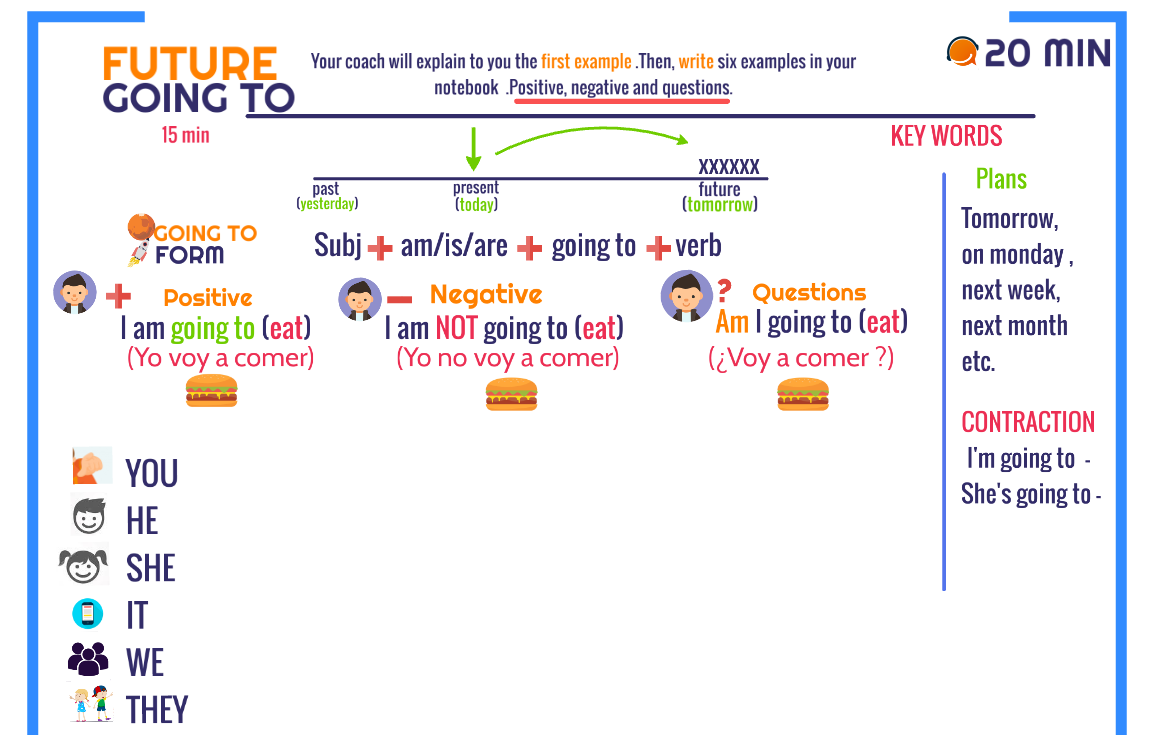 FUTURE
GOING TO
15 min
Your coach will explain to you the first example .Then, write six examples in your
notebook .Positive, negative and questions.
20 MIN
KEY WORDS
XXXXXX
past
(yesterday)
present
(today)
future
(tomorrow)
GOING TO
FORM
Subj + am/is/are + going to + verb
+ Positive
I am going to (eat)
(Yo voy a comer)
− Negative
I am NOT going to (eat)
(Yo no voy a comer)
? Questions
Am I going to (eat)
(¿Voy a comer ?)
Plans
Tomorrow,
on monday ,
next week,
next month
etc.
CONTRACTION
I'm going to -
She's going to -
YOU
HE
SHE
IT
WE
THEY